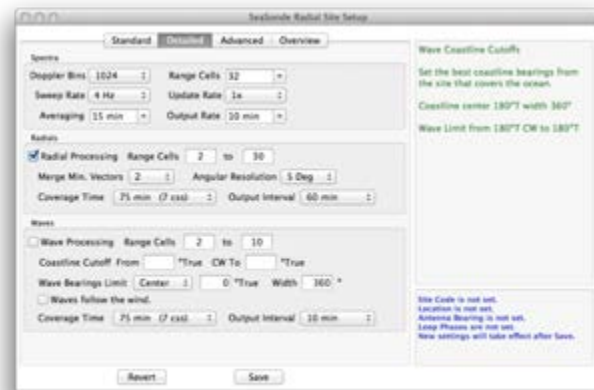 SeaSonde Radial Site Setup
Standard Detailed Advanced Overview
Spectra
Doppler Bins 1024 Range Cells 32
Sweep Rate 4 Hz Update Rate 1x
Averaging 15 min Output Rate 10 min
Radials
Radial Processing Range Cells 2 to 30
Merge Min. Vectors 2 Angular Resolution 5 Deg
Coverage Time 75 min (7 css) Output Interval 60 min
Waves
Wave Processing Range Cells 2 to 10
Coastline Cutoff From °True CW To °True
Wave Bearings Limit Center 0 °True Width 360 °
Waves follow the wind.
Coverage Time 75 min (7 css) Output Interval 10 min
Revert Save
Wave Coastline Cutoffs
Set the best coastline bearings from
the site that covers the ocean.
Coastline center 180°T width 360°
Wave Limit from 180°T CW to 180°T
Site Code is not set.
Location is not set.
Antenna Bearing is not set.
Loop Phases are not set.
New settings will take effect after Save.